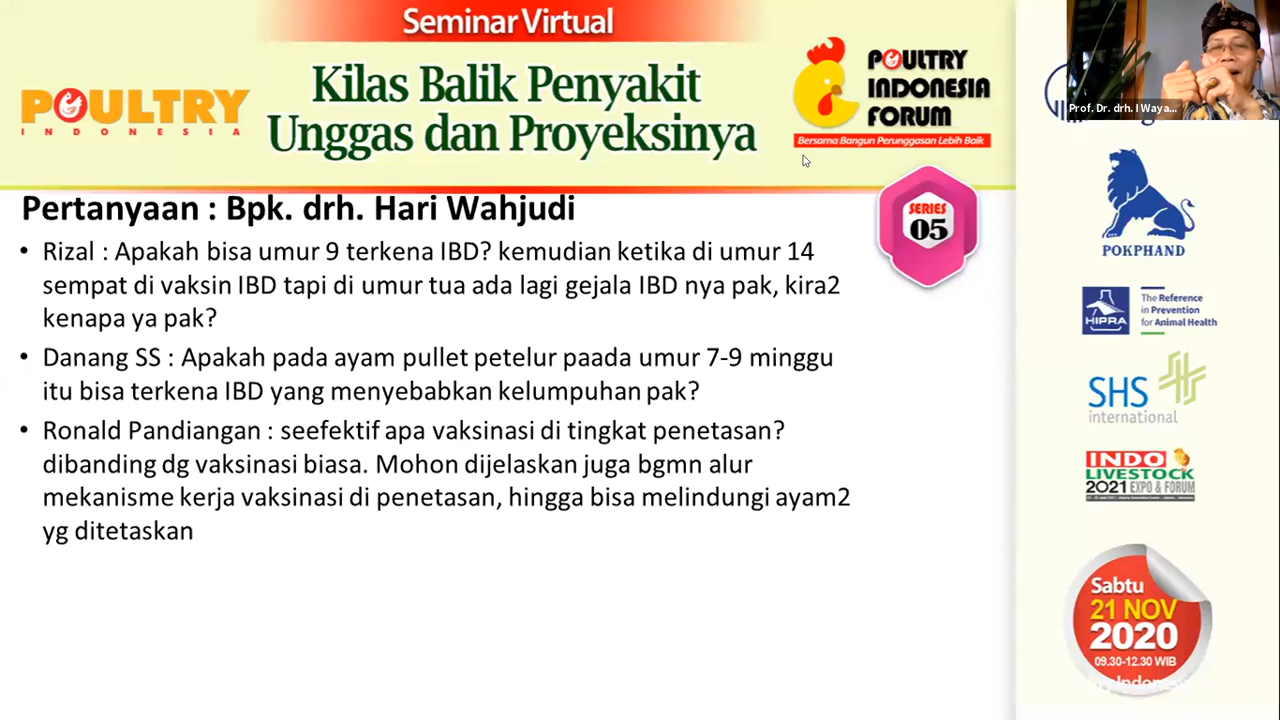 Seminar Virtual
Kilas Balik Penyakit
Unggas dan Proyeksinya
POULTRY
INDONESIA
POULTRY
INDONESIA
FORUM
Bersama Bangun Perunggasan Lebih Baik
Prof. Dr. drh. I Waya...
SERIES
05
Pertanyaan : Bpk. drh. Hari Wahjudi
• Rizal : Apakah bisa umur 9 terkena IBD? kemudian ketika di umur 14
sempat di vaksin IBD tapi di umur tua ada lagi gejala IBD nya pak, kira2
kenapa ya pak?
• Danang SS : Apakah pada ayam pullet petelur paada umur 7-9 minggu
itu bisa terkena IBD yang menyebabkan kelumpuhan pak?
• Ronald Pandiangan : seefektif apa vaksinasi di tingkat penetasan?
dibanding dg vaksinasi biasa. Mohon dijelaskan juga bgmn alur
mekanisme kerja vaksinasi di penetasan, hingga bisa melindungi ayam2
yg ditetaskan
POKPHAND
HIPRA
The Reference
in Prevention
for Animal Health
SHS
international
INDO
LIVESTOCK
2021 EXPO & FORUM
Sabtu
21 NOV
2020
09.30-12.30 WIB